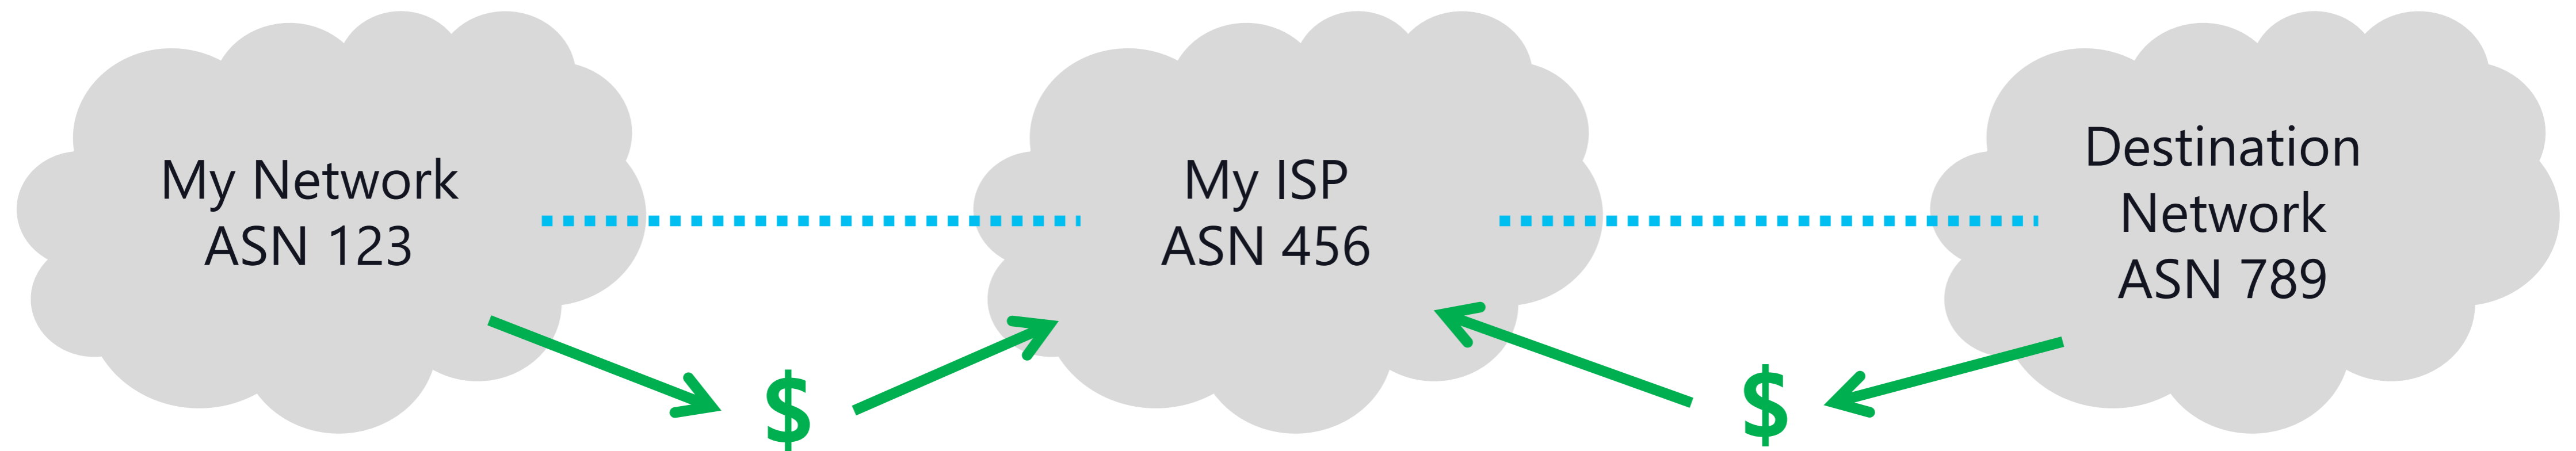 My Network
ASN 123
My ISP
ASN 456
Destination
Network
ASN 789
$
$